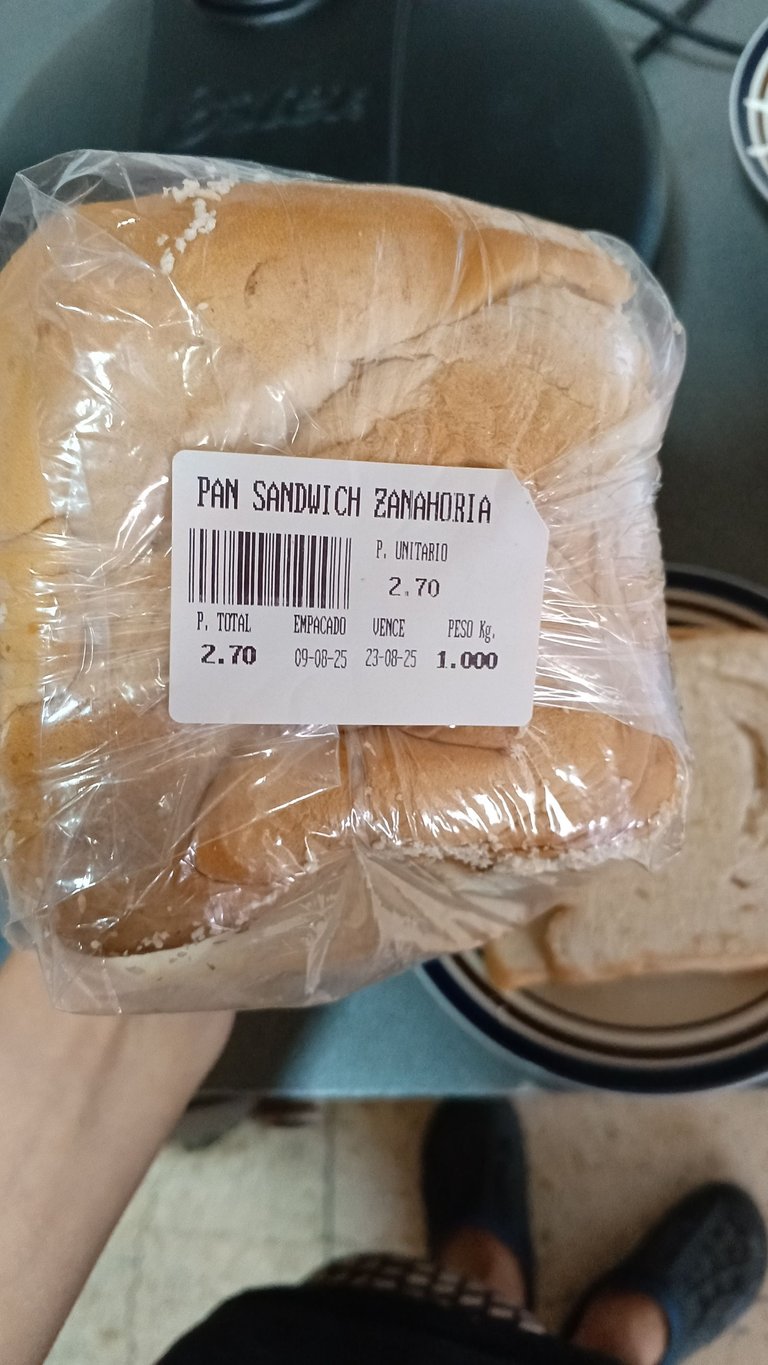 PAN SANDWICH ZANAHORIA
P. UNITARIO
2.70
P. TOTAL EMPACADO VENCE PESO Kg.
2.70 09-08-25 23-08-25 1.000